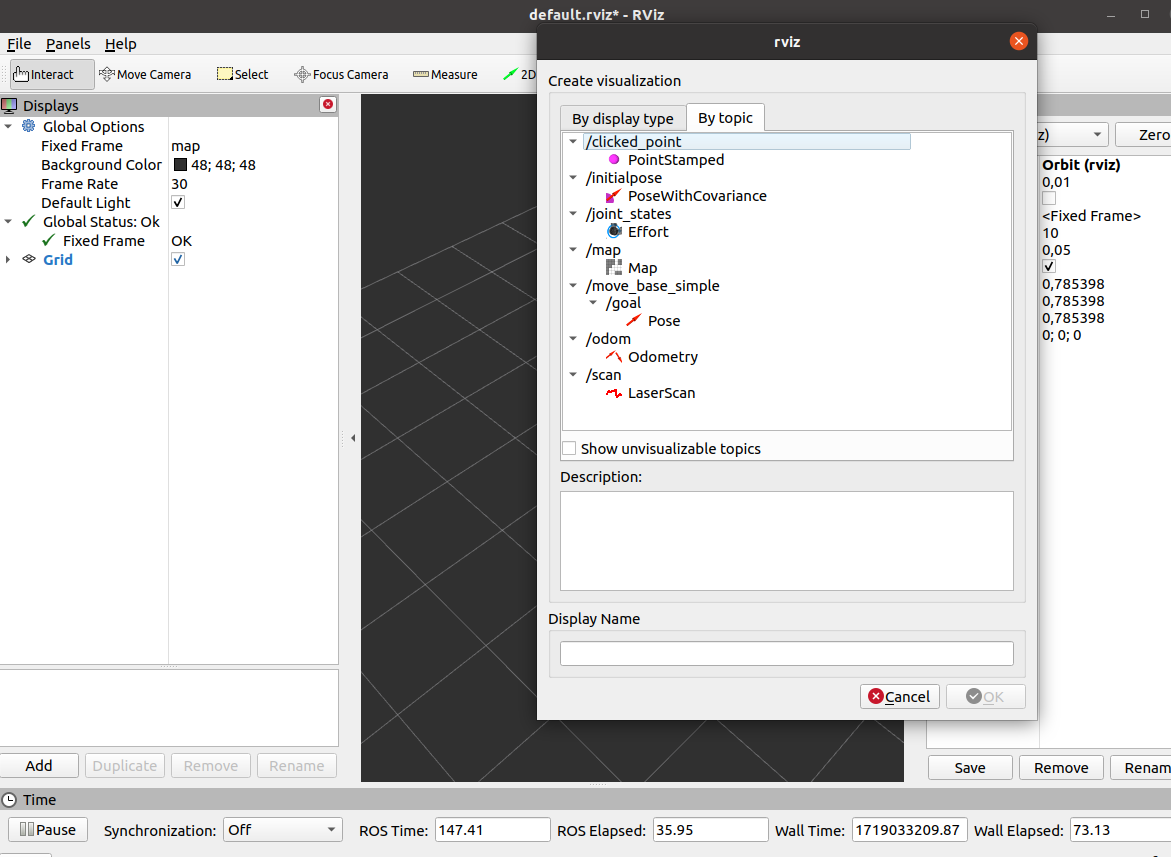 default.rviz* - RViz
File Panels Help
Interact Move Camera Select Focus Camera Measure 2D
Displays
Global Options
Fixed Frame map
Background Color 48; 48; 48
Frame Rate 30
Default Light
Global Status: Ok
Fixed Frame OK
Grid
Add Duplicate Remove Rename
rviz
Create visualization
By display type By topic
/clicked_point
PointStamped
/initialpose
PoseWithCovariance
/joint_states
Effort
/map
Map
/move_base_simple
/goal
Pose
/odom
Odometry
/scan
LaserScan
Show unvisualizable topics
Description:
Display Name
Cancel OK
z) Zero
Orbit (rviz)
0,01
<Fixed Frame>
10
0,05
0,785398
0,785398
0,785398
0; 0; 0
Save Remove Renam
Time
Pause Synchronization: Off ROS Time: 147.41 ROS Elapsed: 35.95 Wall Time: 1719033209.87 Wall Elapsed: 73.13